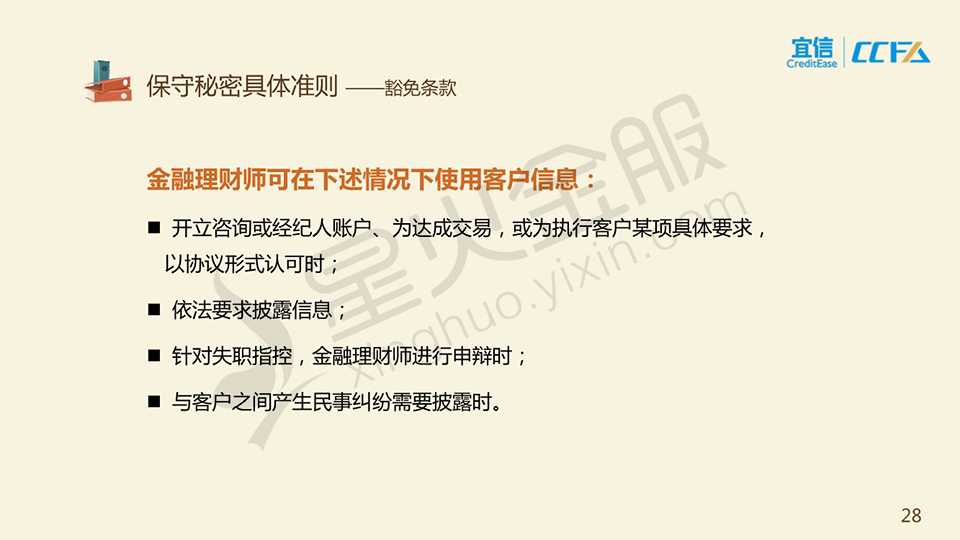 宜信
CreditEase
CCFA
保守秘密具体准则 ——豁免条款
金融理财师可在下述情况下使用客户信息：
■ 开立咨询或经纪人账户、为达成交易，或为执行客户某项具体要求，
以协议形式认可时；
■ 依法要求披露信息；
■ 针对失职指控，金融理财师进行申辩时；
■ 与客户之间产生民事纠纷需要披露时。
星火金服
xinghuo.yixin.com
28